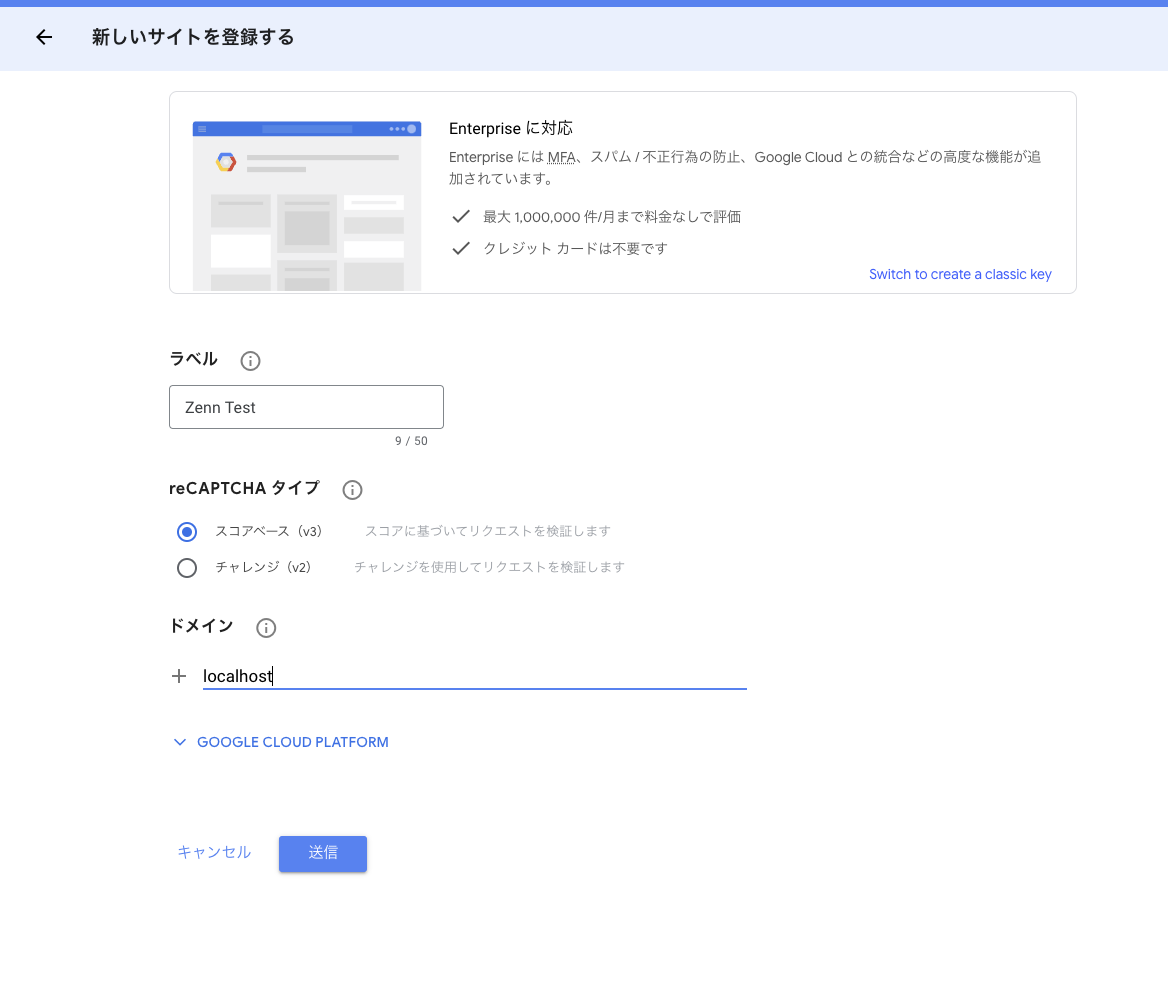 新しいサイトを登録する
Enterprise に対応
Enterprise には MFA、スパム / 不正行為の防止、Google Cloud との統合などの高度な機能が追
加されています。
最大 1,000,000 件/月まで料金なしで評価
クレジット カードは不要です
Switch to create a classic key
ラベル
Zenn Test
9 / 50
reCAPTCHA タイプ
スコアベース（v3） スコアに基づいてリクエストを検証します
チャレンジ（v2） チャレンジを使用してリクエストを検証します
ドメイン
localhost
GOOGLE CLOUD PLATFORM
キャンセル 送信